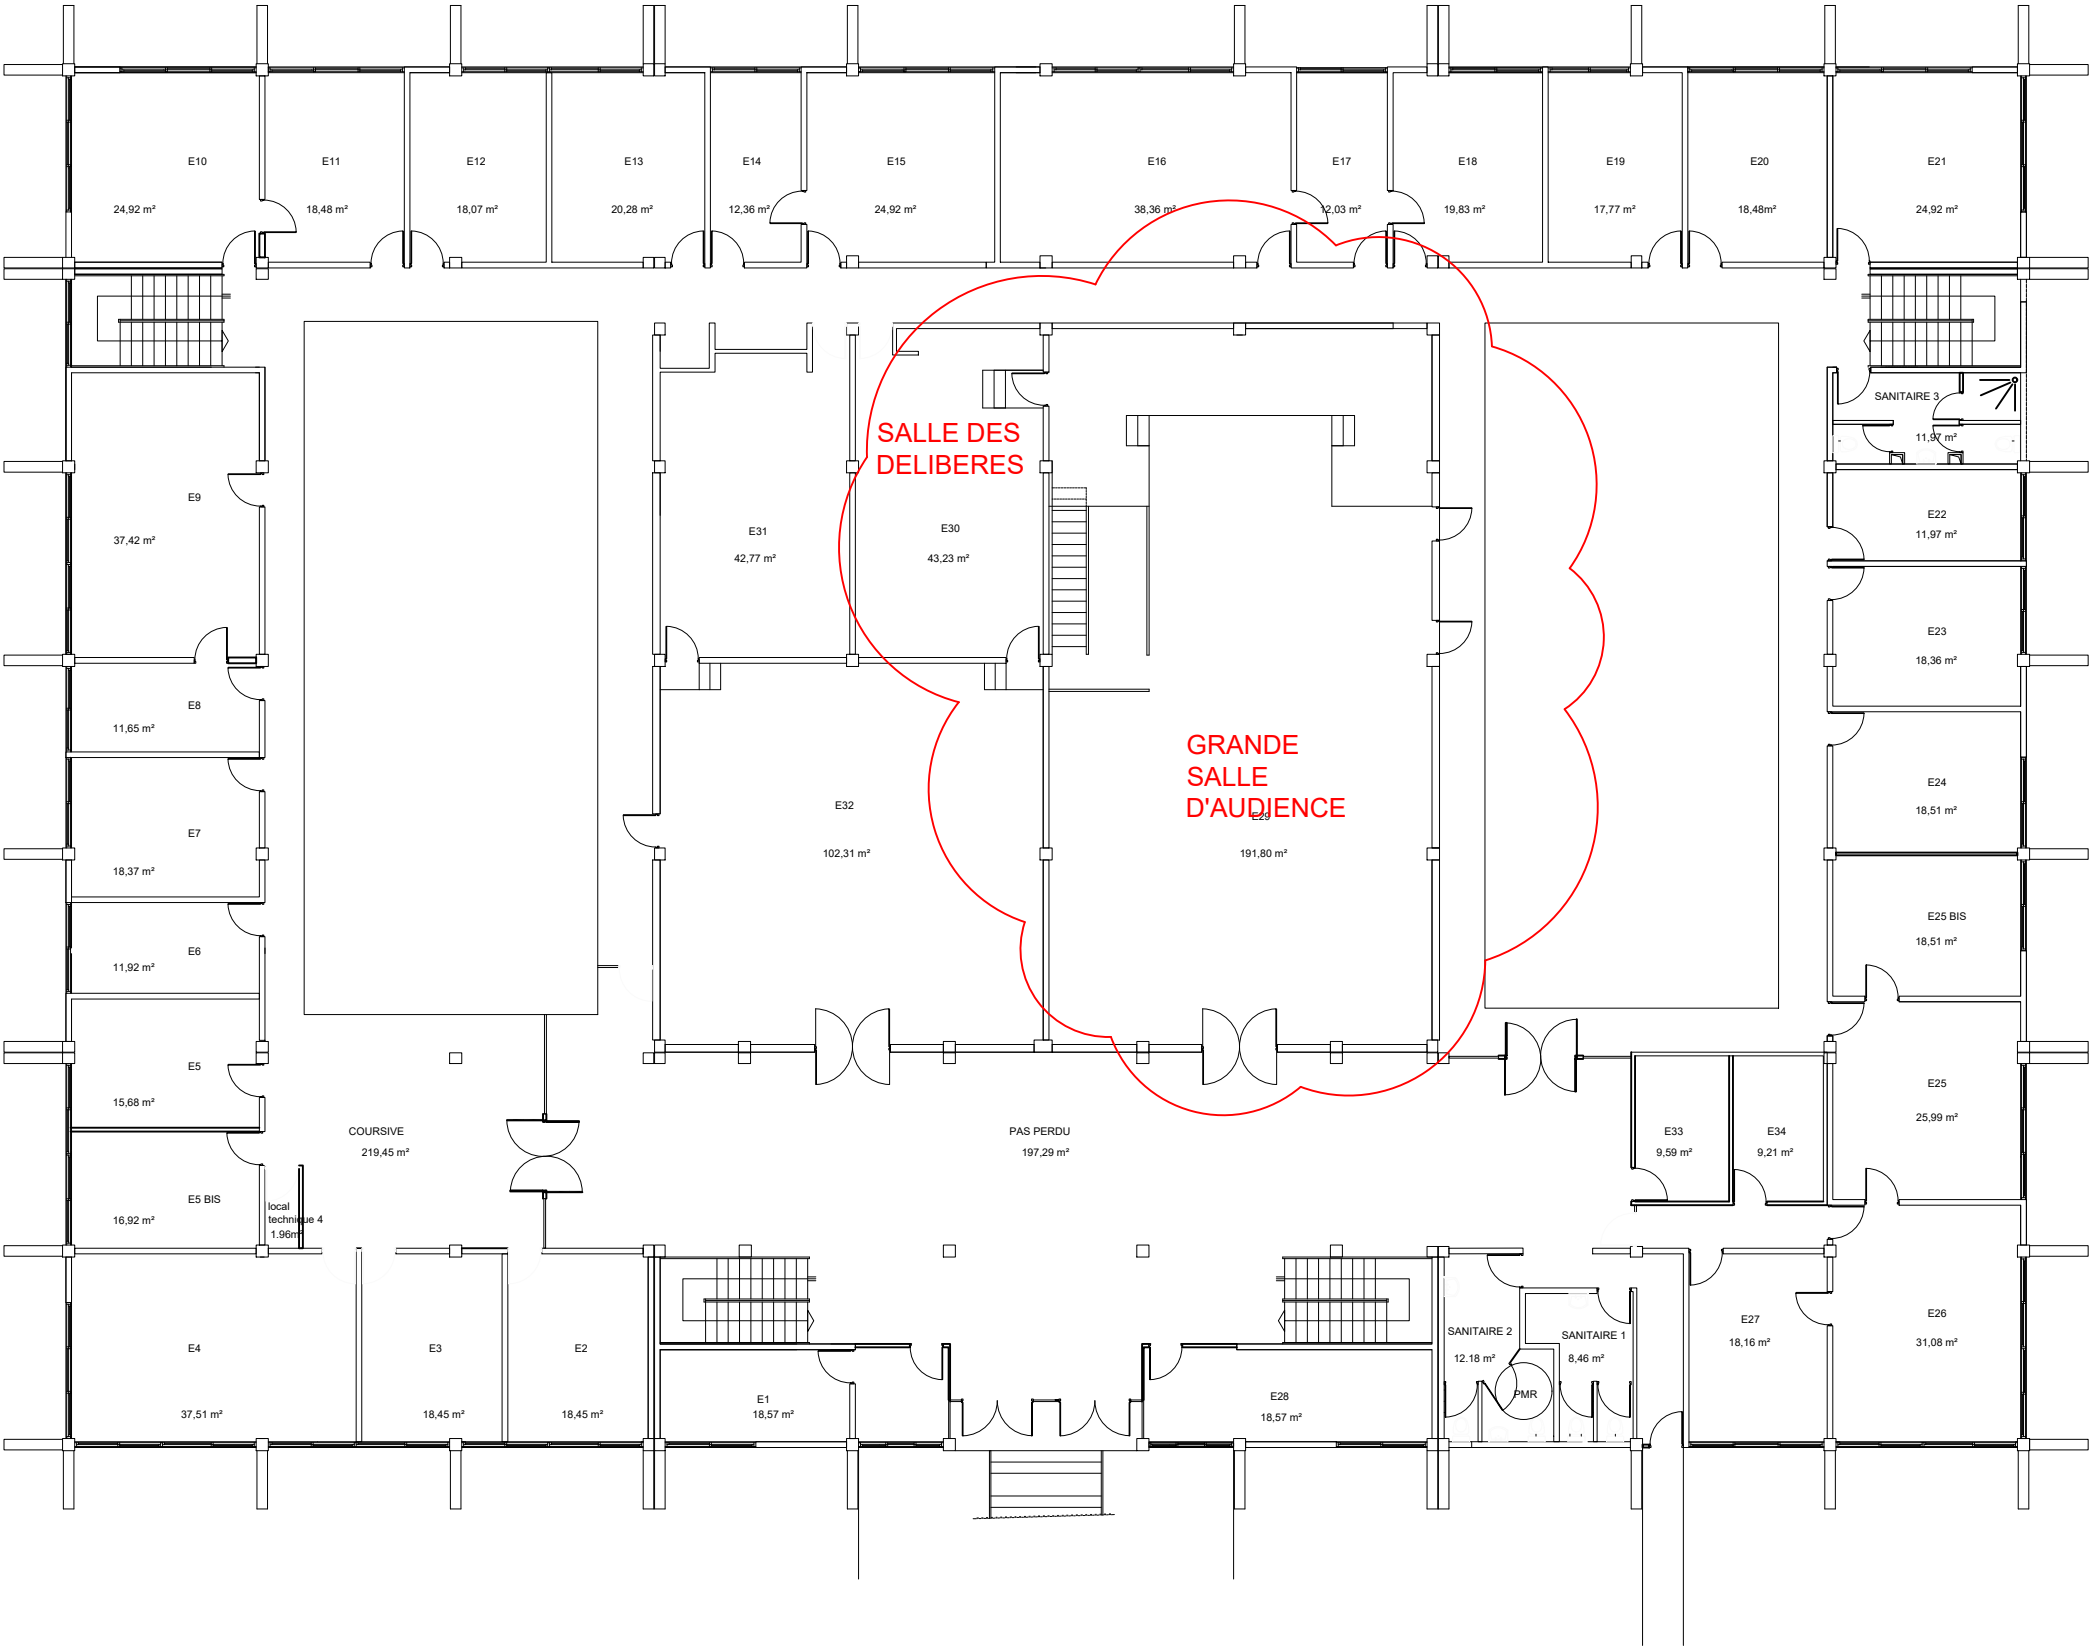 E10
E11
E12
E13
E14
E15
E16
E17
E18
E19
E20
E21
24,92 m²
18,48 m²
18,07 m²
20,28 m²
12,36 m²
24,92 m²
38,36 m²
12,03 m²
19,83 m²
17,77 m²
18,48m²
24,92 m²
SANITAIRE 3
11,97 m²
SALLE DES
DELIBERES
E9
37,42 m²
E31
42,77 m²
E30
43,23 m²
E22
11,97 m²
E23
18,36 m²
E8
11,65 m²
GRANDE
SALLE
D'AUDIENCE
E29
191,80 m²
E32
102,31 m²
E24
18,51 m²
E7
18,37 m²
E25 BIS
18,51 m²
E6
11,92 m²
E5
15,68 m²
E25
25,99 m²
COURSIVE
219,45 m²
PAS PERDU
197,29 m²
E33
9,59 m²
E34
9,21 m²
E5 BIS
16,92 m²
local
technique 4
1.96m²
E4
37,51 m²
E3
18,45 m²
E2
18,45 m²
E1
18,57 m²
E28
18,57 m²
SANITAIRE 2
12.18 m²
SANITAIRE 1
8,46 m²
PMR
E27
18,16 m²
E26
31,08 m²